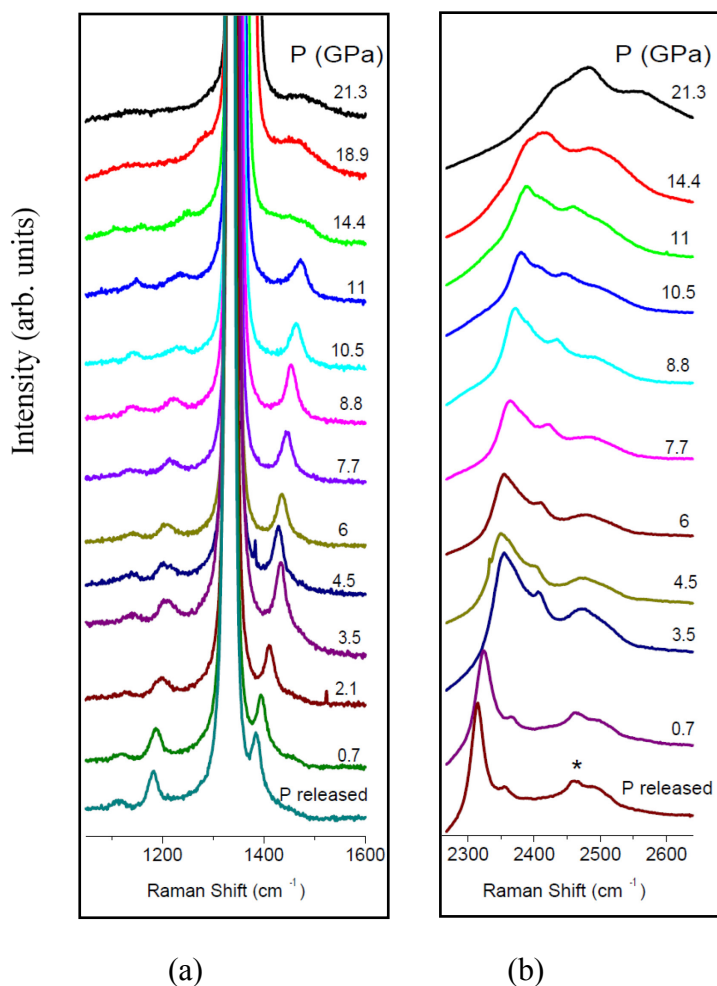 Intensity (arb. units)
P (GPa)
21.3
18.9
14.4
11
10.5
8.8
7.7
6
4.5
3.5
2.1
0.7
P released
1200 1400 1600
Raman Shift (cm -1)
(a)
P (GPa)
21.3
14.4
11
10.5
8.8
7.7
6
4.5
3.5
0.7
*
P released
2300 2400 2500 2600
Raman Shift (cm -1)
(b)